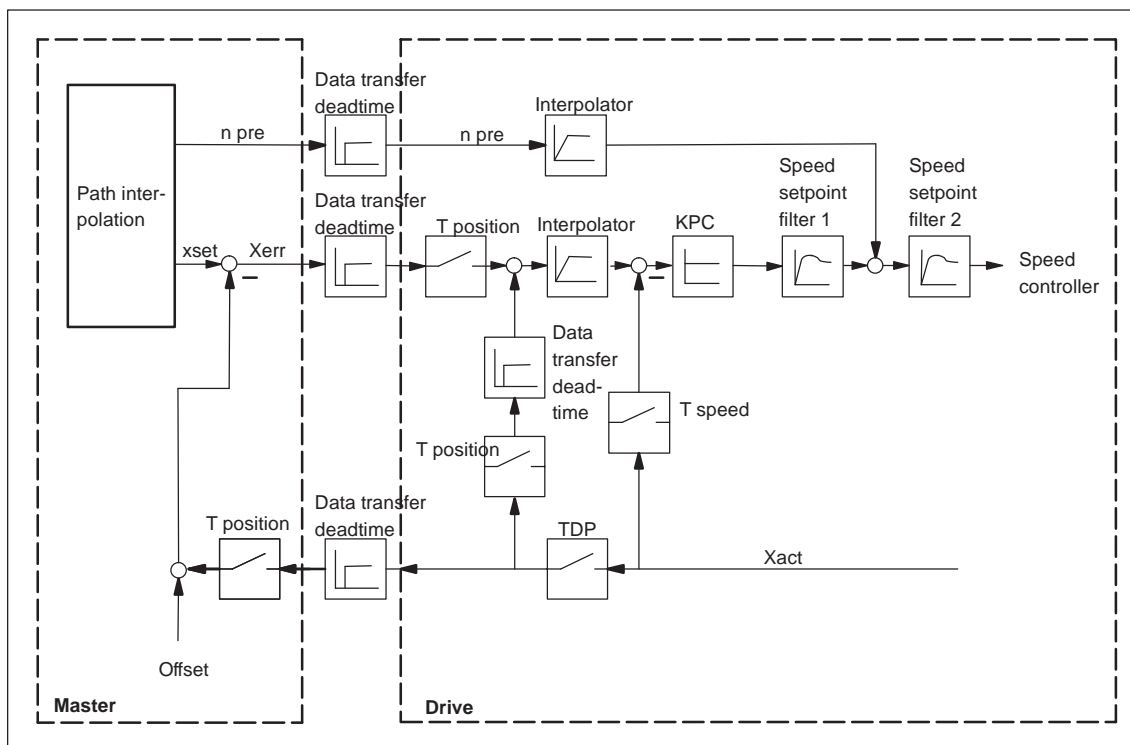 Data transfer
deadtime
Interpolator
n pre
n pre
Path inter-
polation
Speed
setpoint
filter 1
Speed
setpoint
filter 2
Data transfer
deadtime
T position
Interpolator
KPC
xset
Xerr
Speed
controller
Data
transfer
dead-
time
T speed
T position
Data transfer
deadtime
T position
TDP
Xact
Offset
Master
Drive